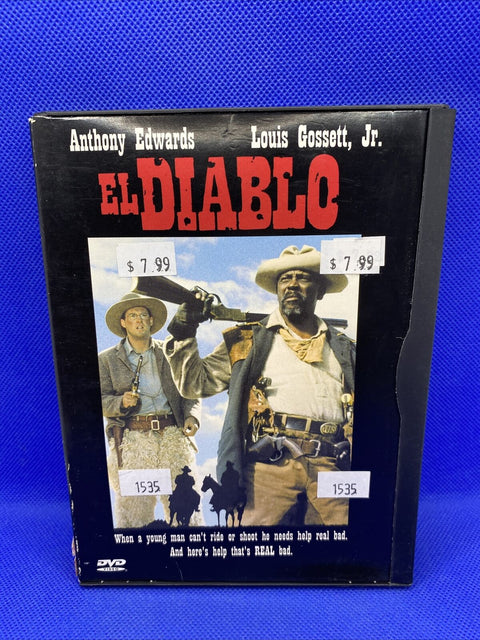 Anthony Edwards Louis Gossett, Jr.
EL DIABLO
$ 7.99 $ 7.99
1535 1535
When a young man can't ride or shoot he needs help real bad.
And here's help that's REAL bad.
DVD
VIDEO